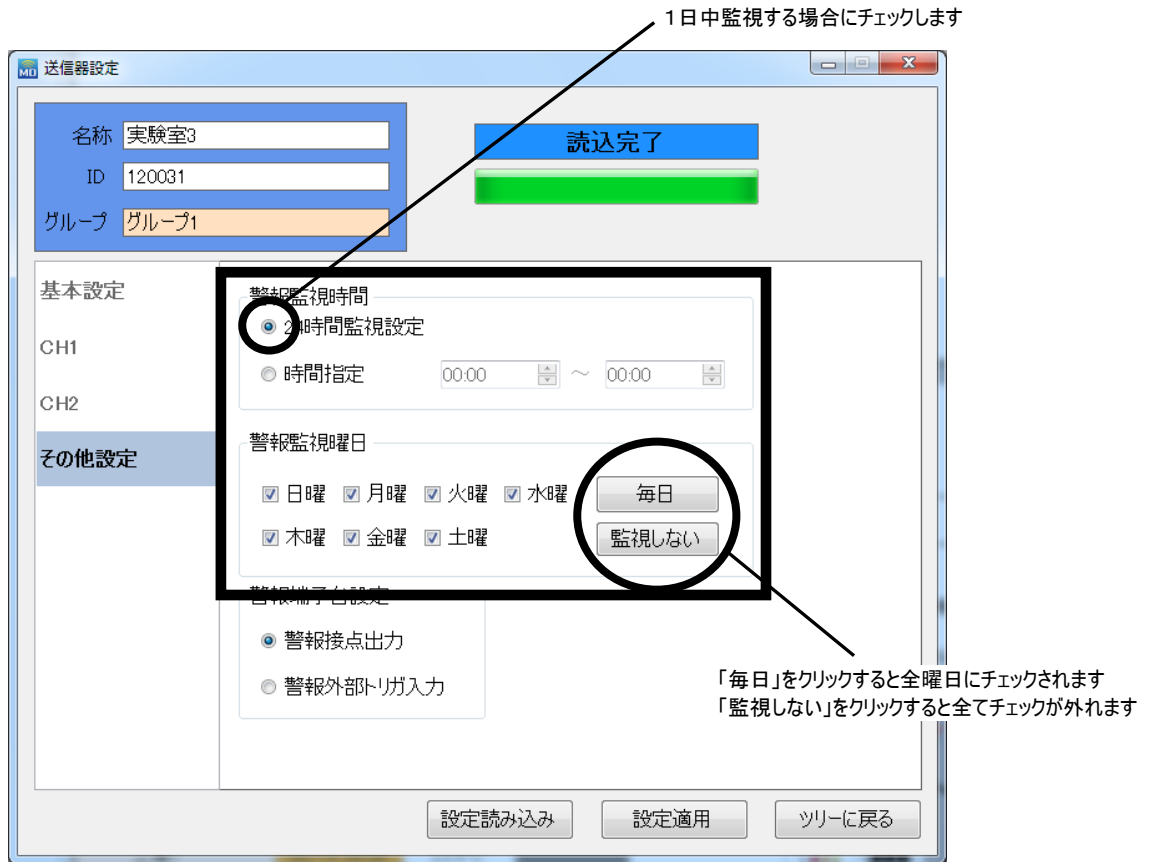 １日中監視する場合にチェックします
MD 送信器設定
名称 実験室3
読込完了
ID 120031
グループ グループ1
基本設定
CH1
CH2
その他設定
警報監視時間
24時間監視設定
時間指定 00:00 ～ 00:00
警報監視曜日
日曜 月曜 火曜 水曜 毎日
木曜 金曜 土曜 監視しない
警報端子台設定
警報接点出力
警報外部トリガ入力
「毎日」をクリックすると全曜日にチェックされます
「監視しない」をクリックすると全てチェックが外れます
設定読み込み 設定適用 ツリーに戻る